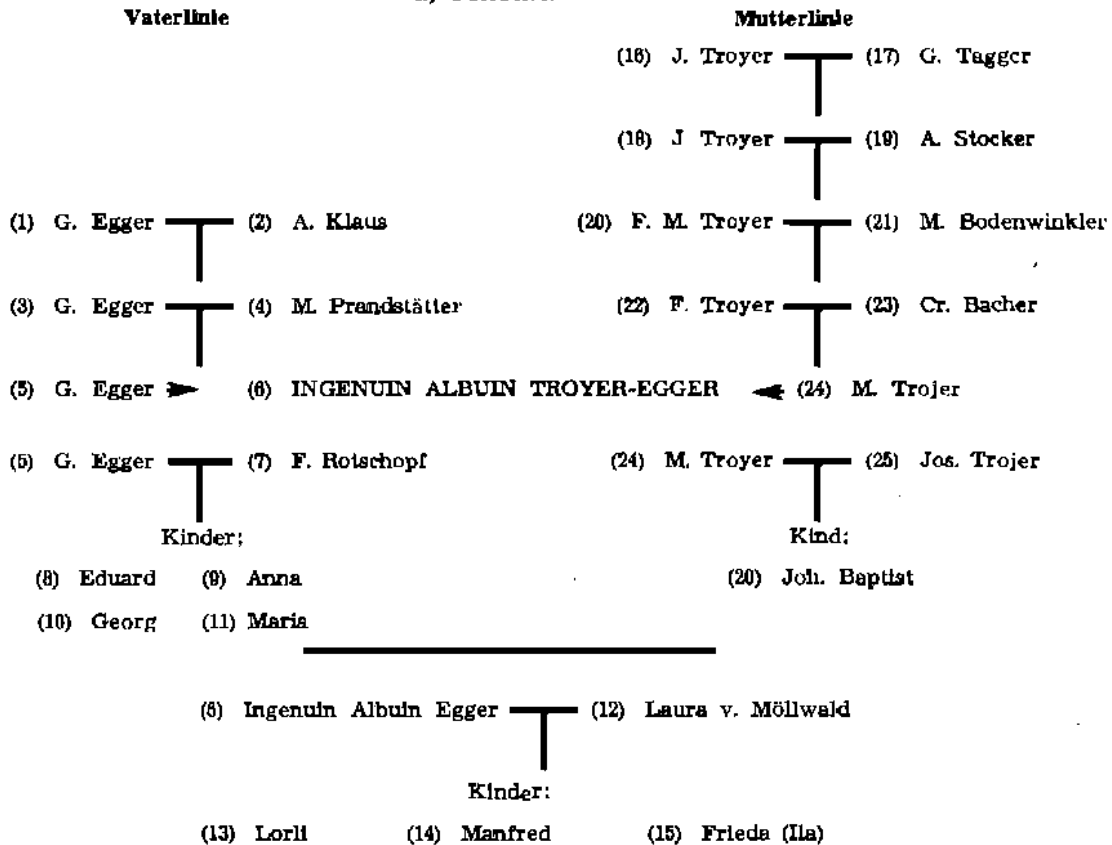 Vaterlinie Mutterlinie
(16) J. Troyer (17) G. Tagger
(18) J Troyer (19) A. Stocker
(1) G. Egger (2) A. Klaus (20) F. M. Troyer (21) M. Bodenwinkler
(3) G. Egger (4) M. Prandstätter (22) F. Troyer (23) Cr. Bacher
(5) G. Egger (6) INGENUIN ALBUIN TROYER-EGGER (24) M. Trojer
(5) G. Egger (7) F. Rotschopf (24) M. Troyer (25) Jos. Trojer
Kinder: Kind:
(8) Eduard (9) Anna (20) Joh. Baptist
(10) Georg (11) Maria
(6) Ingenuin Albuin Egger (12) Laura v. Möllwald
Kinder:
(13) Lorli (14) Manfred (15) Frieda (Ila)